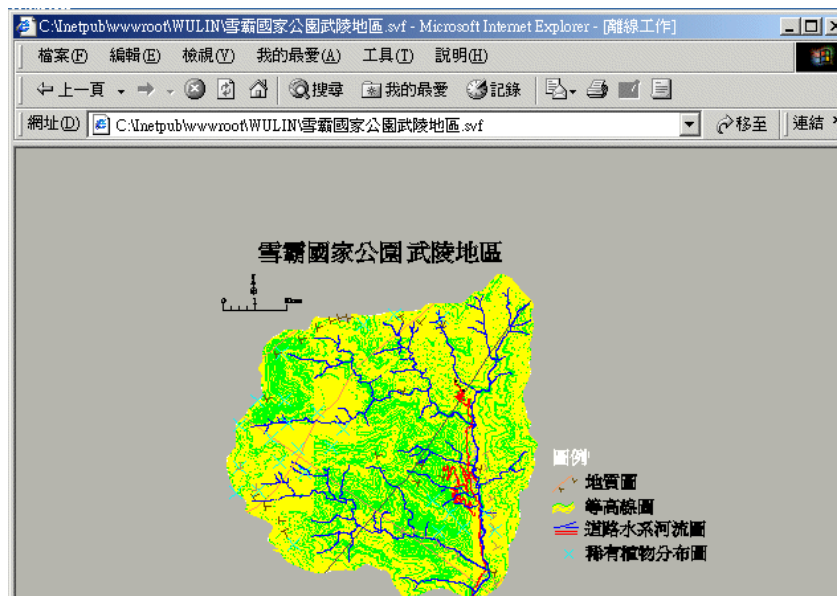 C:\Inetpub\wwwroot\WULIN\雪霸國家公園武陵地區.svf - Microsoft Internet Explorer - [離線工作]
檔案(F) 編輯(E) 檢視(V) 我的最愛(A) 工具(T) 說明(H)
上一頁 搜尋 我的最愛 記錄
網址(D) C:\Inetpub\wwwroot\WULIN\雪霸國家公園武陵地區.svf 移至 連結 »
雪霸國家公園 武陵地區
圖例
地質圖
等高線圖
道路水系河流圖
稀有植物分布圖